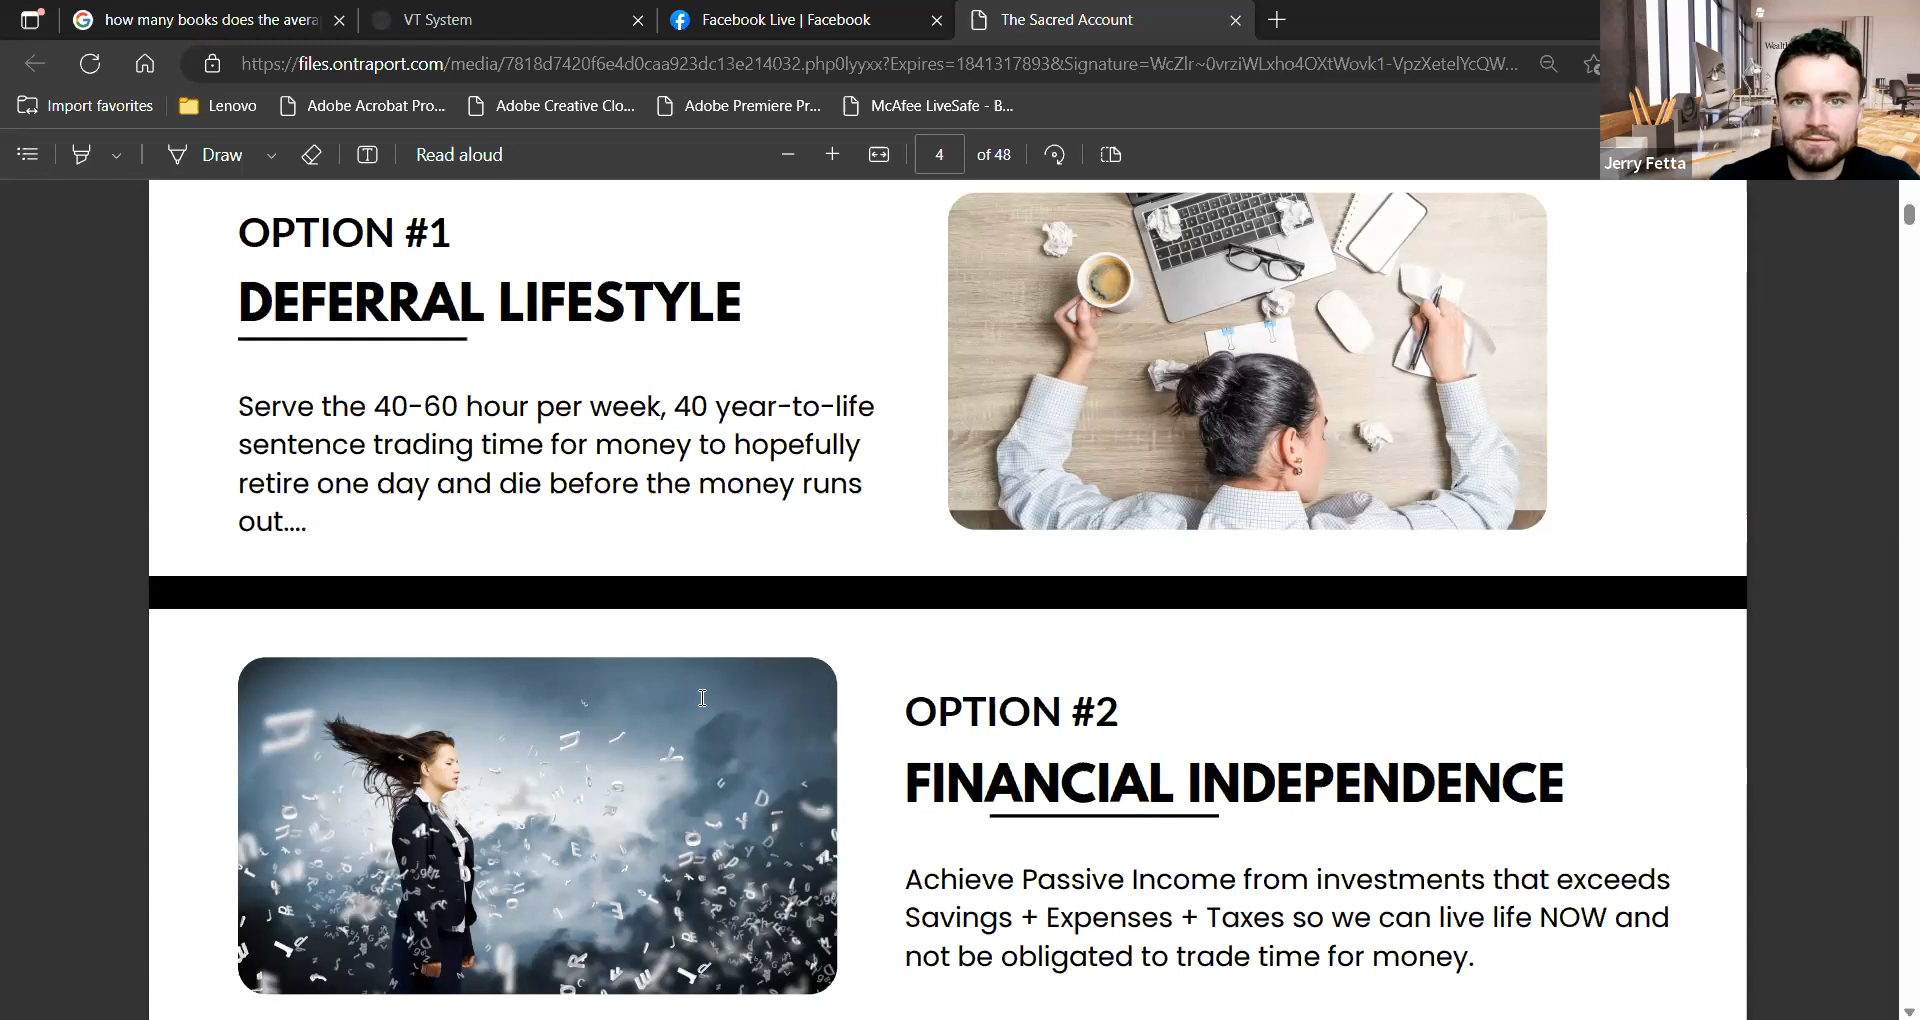 how many books does the avera
VT System
Facebook Live | Facebook
The Sacred Account
https://files.ontraport.com/media/7818d7420f6e4d0caa923dc13e214032.php0lyyxx?Expires=1841317893&Signature=WcZlr~0vrziWLxho4OXtWovk1-VpzXetelYcQW...
Import favorites
Lenovo
Adobe Acrobat Pro...
Adobe Creative Clo...
Adobe Premiere Pr...
McAfee LiveSafe - B...
Draw
Read aloud
4
of 48
Jerry Fetta
OPTION #1
DEFERRAL LIFESTYLE
Serve the 40-60 hour per week, 40 year-to-life
sentence trading time for money to hopefully
retire one day and die before the money runs
out....
OPTION #2
FINANCIAL INDEPENDENCE
Achieve Passive Income from investments that exceeds
Savings + Expenses + Taxes so we can live life NOW and
not be obligated to trade time for money.